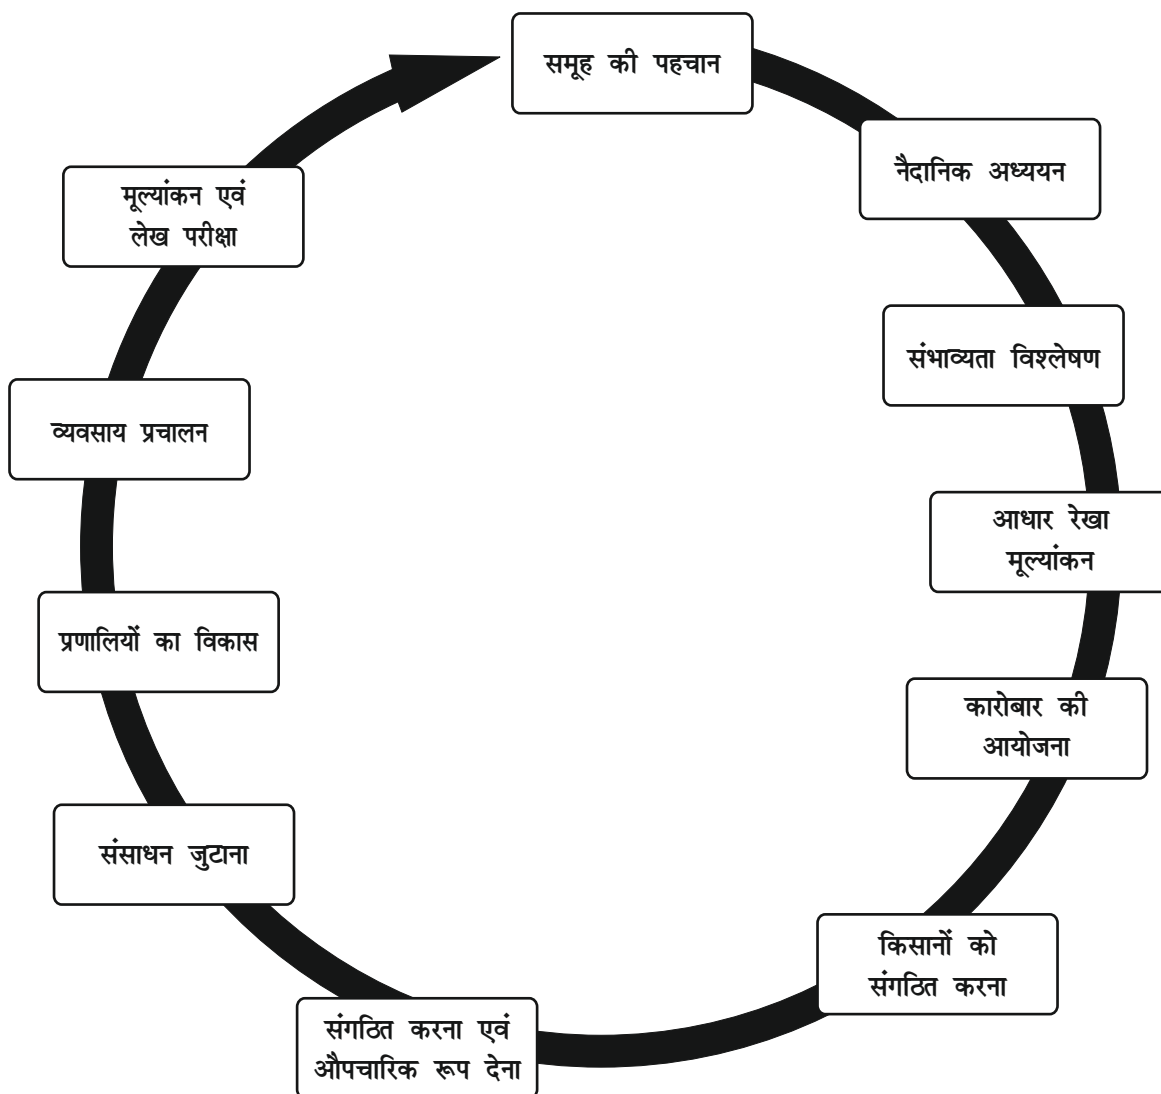 समूह की पहचान
नैदानिक अध्ययन
संभाव्यता विश्लेषण
आधार रेखा
मूल्यांकन
कारोबार की
आयोजना
किसानों को
संगठित करना
संगठित करना एवं
औपचारिक रूप देना
संसाधन जुटाना
प्रणालियों का विकास
व्यवसाय प्रचालन
मूल्यांकन एवं
लेख परीक्षा